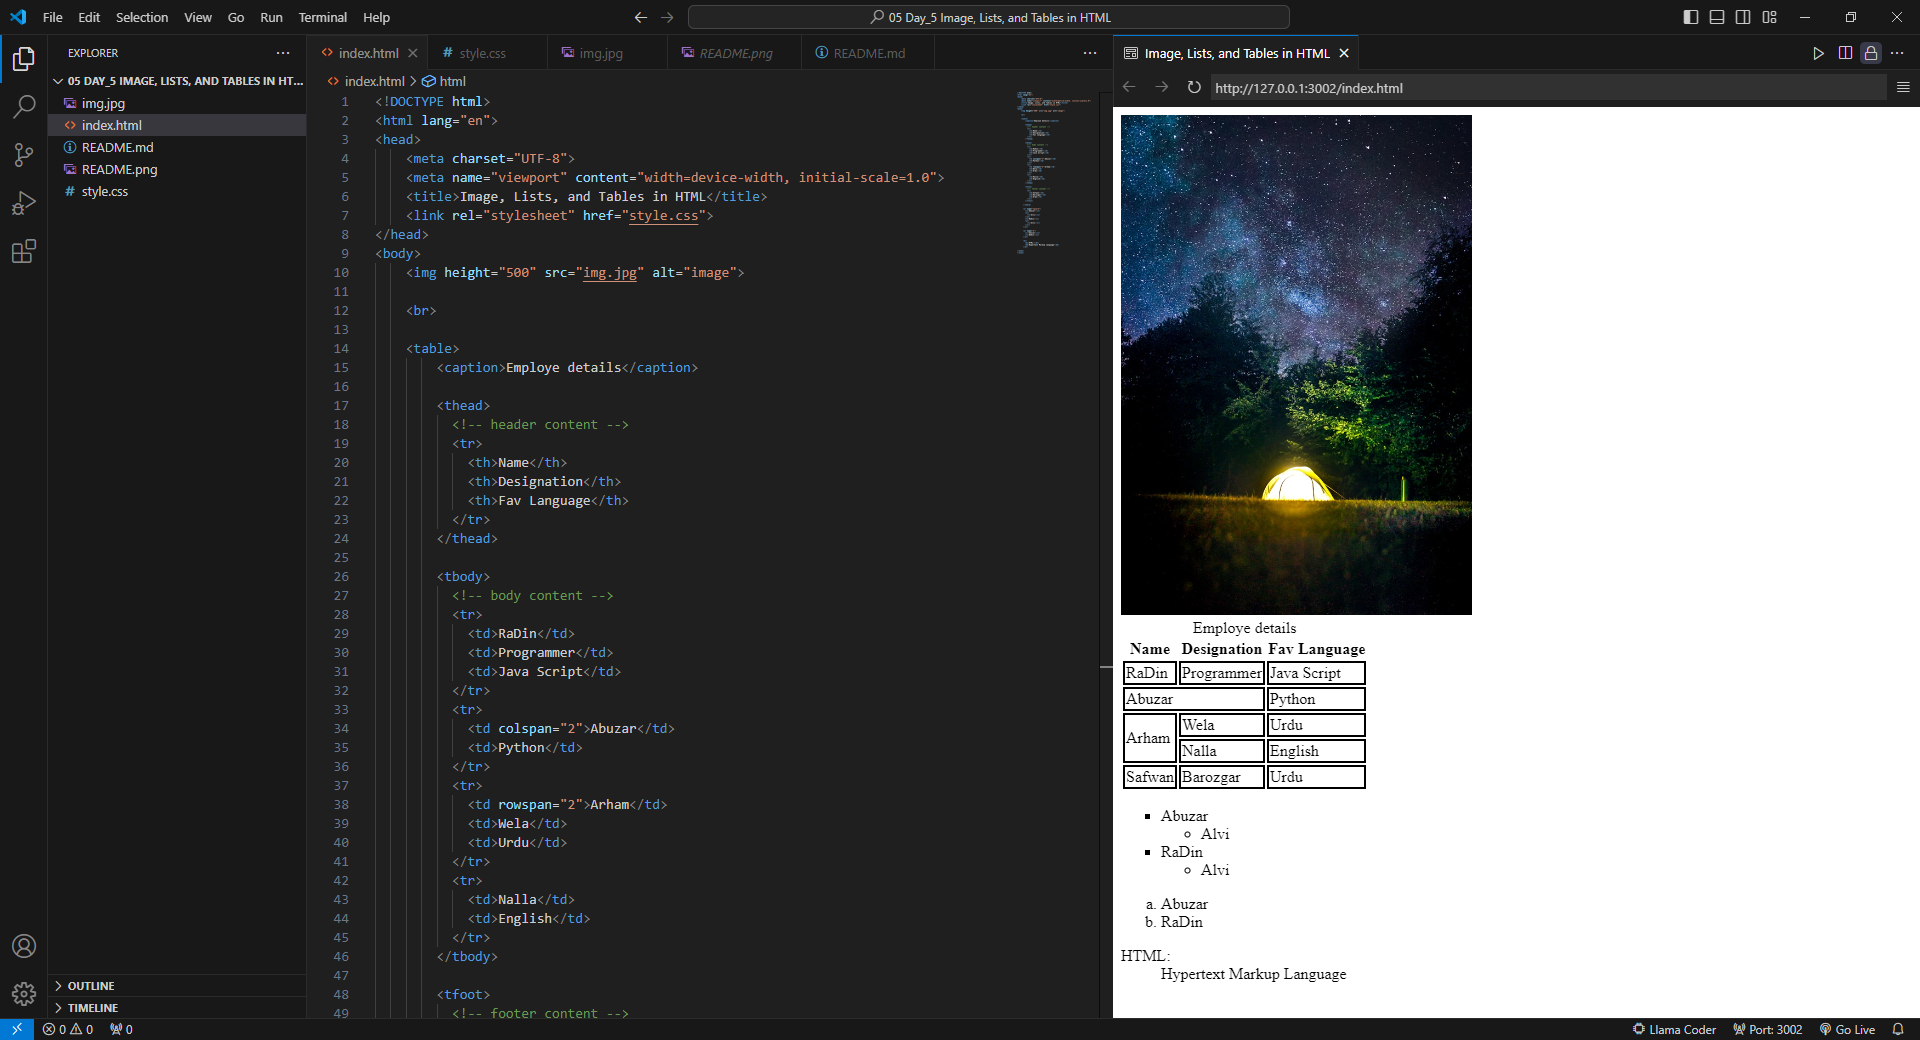 File Edit Selection View Go Run Terminal Help
05 Day_5 Image, Lists, and Tables in HTML
EXPLORER
05 DAY_5 IMAGE, LISTS, AND TABLES IN HT...
img.jpg
index.html
README.md
README.png
style.css
OUTLINE
TIMELINE
index.html style.css img.jpg README.png README.md
index.html > html
1 <!DOCTYPE html>
2 <html lang="en">
3 <head>
4 <meta charset="UTF-8">
5 <meta name="viewport" content="width=device-width, initial-scale=1.0">
6 <title>Image, Lists, and Tables in HTML</title>
7 <link rel="stylesheet" href="style.css">
8 </head>
9 <body>
10 <img height="500" src="img.jpg" alt="image">
11
12 <br>
13
14 <table>
15 <caption>Employe details</caption>
16
17 <thead>
18 <!-- header content -->
19 <tr>
20 <th>Name</th>
21 <th>Designation</th>
22 <th>Fav Language</th>
23 </tr>
24 </thead>
25
26 <tbody>
27 <!-- body content -->
28 <tr>
29 <td>RaDin</td>
30 <td>Programmer</td>
31 <td>Java Script</td>
32 </tr>
33 <tr>
34 <td colspan="2">Abuzar</td>
35 <td>Python</td>
36 </tr>
37 <tr>
38 <td rowspan="2">Arham</td>
39 <td>Wela</td>
40 <td>Urdu</td>
41 </tr>
42 <tr>
43 <td>Nalla</td>
44 <td>English</td>
45 </tr>
46 </tbody>
47
48 <tfoot>
49 <!-- footer content -->
Image, Lists, and Tables in HTML
http://127.0.0.1:3002/index.html
Employe details
Name Designation Fav Language
RaDin Programmer Java Script
Abuzar Python
Arham Wela Urdu
Nalla English
Safwan Barozgar Urdu
Abuzar
Alvi
RaDin
Alvi
a. Abuzar
b. RaDin
HTML:
Hypertext Markup Language
0 0 0 Llama Coder Port: 3002 Go Live